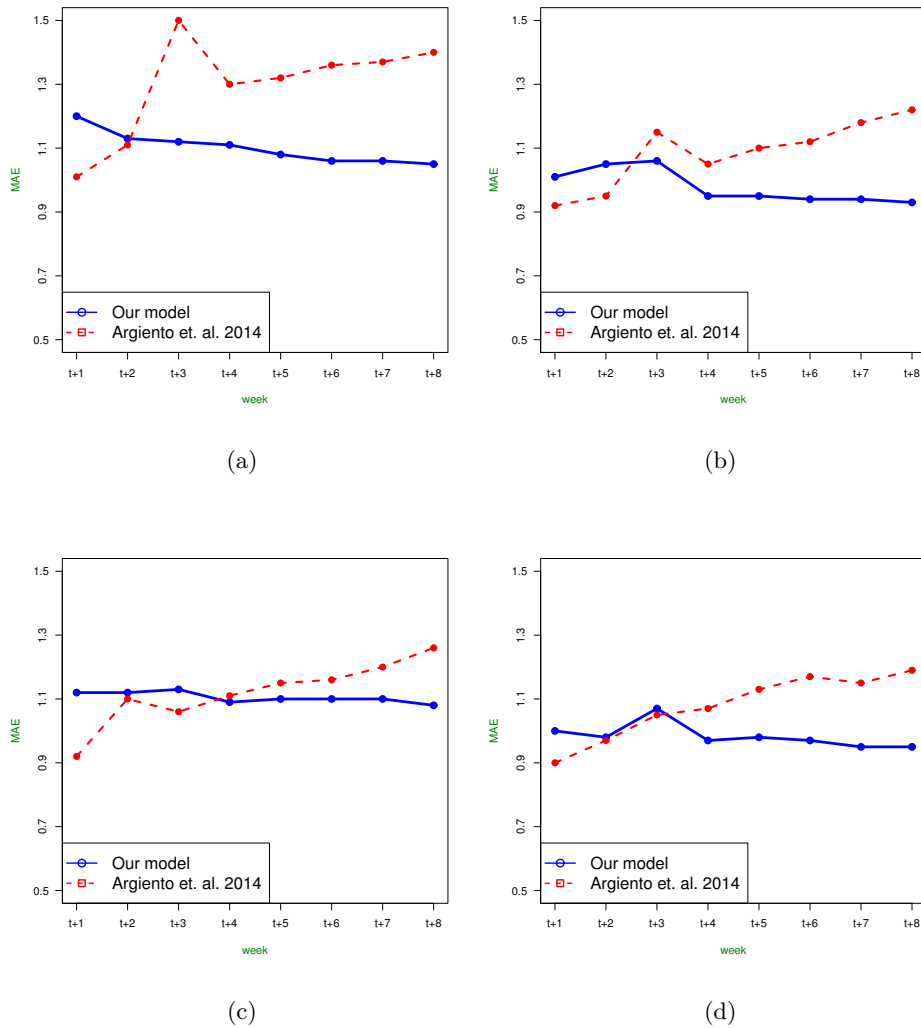 1.5
1.3
1.1
0.9
0.7
0.5
MAE
Our model
Argiento et. al. 2014
t+1 t+2 t+3 t+4 t+5 t+6 t+7 t+8
week
(a)
1.5
1.3
1.1
0.9
0.7
0.5
MAE
Our model
Argiento et. al. 2014
t+1 t+2 t+3 t+4 t+5 t+6 t+7 t+8
week
(b)
1.5
1.3
1.1
0.9
0.7
0.5
MAE
Our model
Argiento et. al. 2014
t+1 t+2 t+3 t+4 t+5 t+6 t+7 t+8
week
(c)
1.5
1.3
1.1
0.9
0.7
0.5
MAE
Our model
Argiento et. al. 2014
t+1 t+2 t+3 t+4 t+5 t+6 t+7 t+8
week
(d)